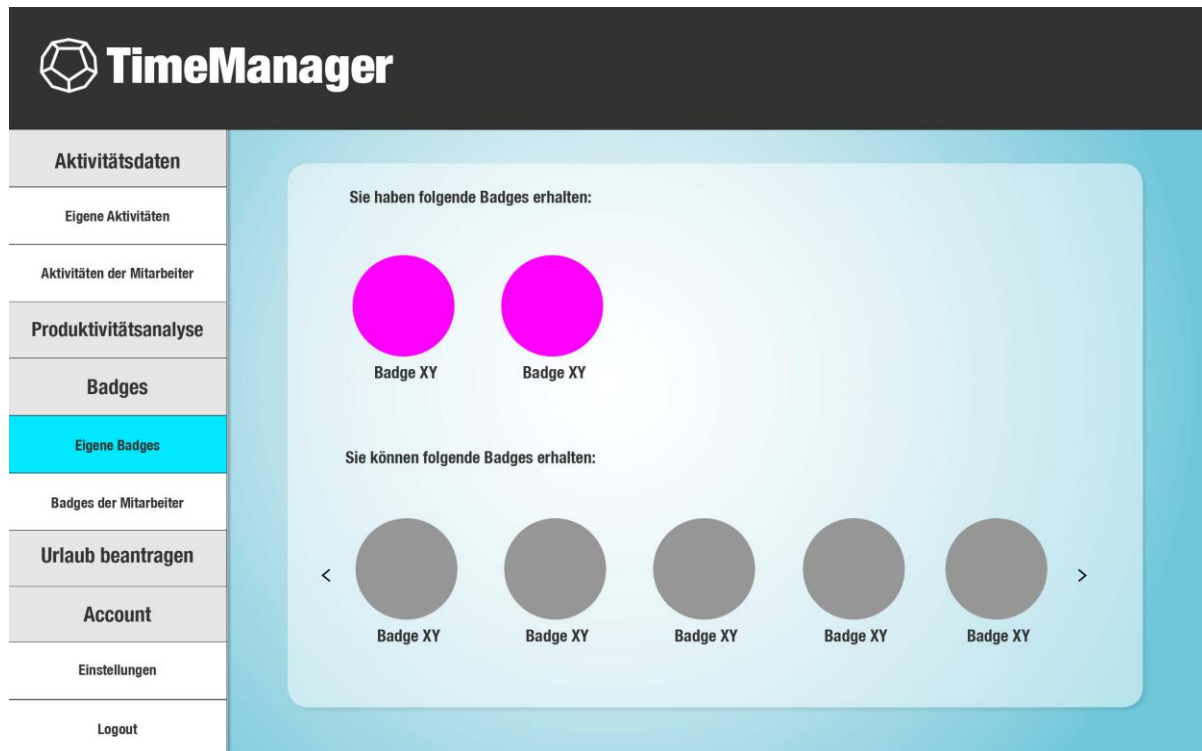 TimeManager
Aktivitätsdaten
Eigene Aktivitäten
Aktivitäten der Mitarbeiter
Produktivitätsanalyse
Badges
Eigene Badges
Badges der Mitarbeiter
Urlaub beantragen
Account
Einstellungen
Logout
Sie haben folgende Badges erhalten:
Badge XY Badge XY
Sie können folgende Badges erhalten:
< >
Badge XY Badge XY Badge XY Badge XY Badge XY